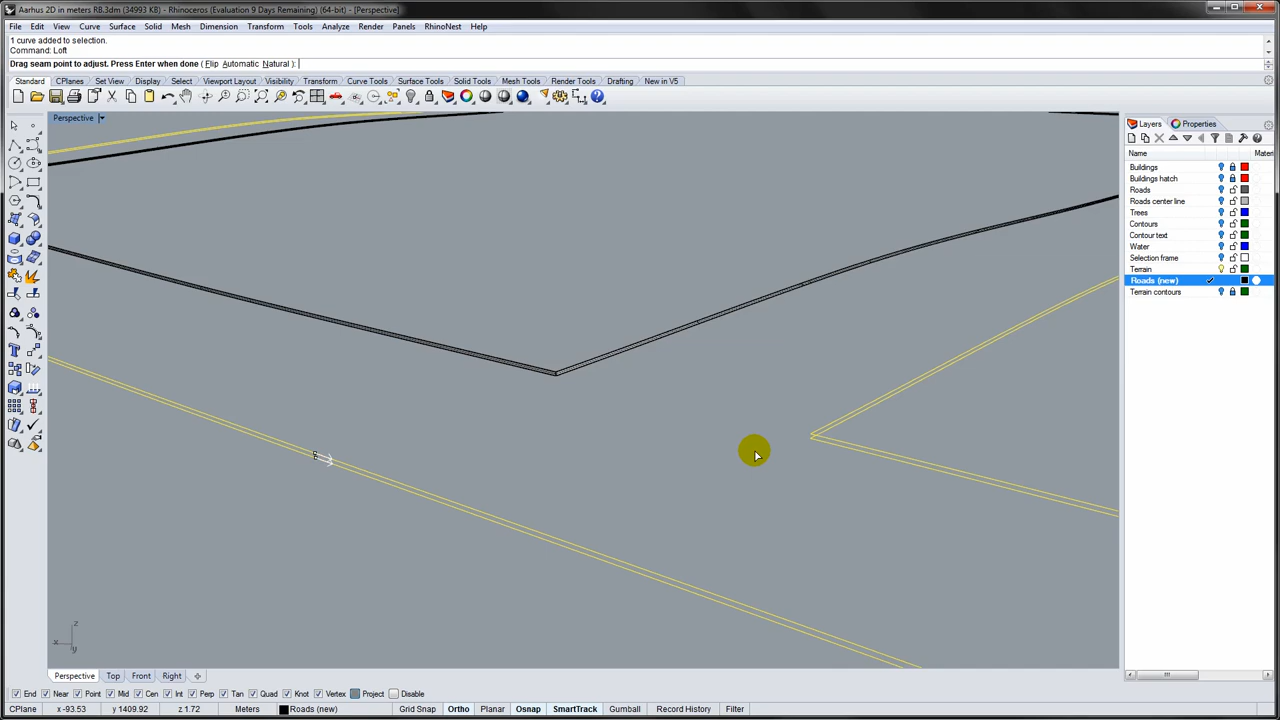 Aarhus 2D in meters RB.3dm (34993 KB) - Rhinoceros (Evaluation 9 Days Remaining) (64-bit) - [Perspective]
File Edit View Curve Surface Solid Mesh Dimension Transform Tools Analyze Render Panels RhinoNest Help
1 curve added to selection.
Command: Loft
Drag seam point to adjust. Press Enter when done ( Flip Automatic Natural ):
Standard CPlanes Set View Display Select Viewport Layout Visibility Transform Curve Tools Surface Tools Solid Tools Mesh Tools Render Tools Drafting New in V5
Perspective
Layers Properties
Name Mater
Buildings
Buildings hatch
Roads
Roads center line
Trees
Contours
Contour text
Water
Selection frame
Terrain
Roads (new)
Terrain contours
z
x
y
Perspective Top Front Right
End Near Point Mid Cen Int Perp Tan Quad Knot Vertex Project Disable
CPlane x -93.53 y 1409.92 z 1.72 Meters Roads (new) Grid Snap Ortho Planar Osnap SmartTrack Gumball Record History Filter